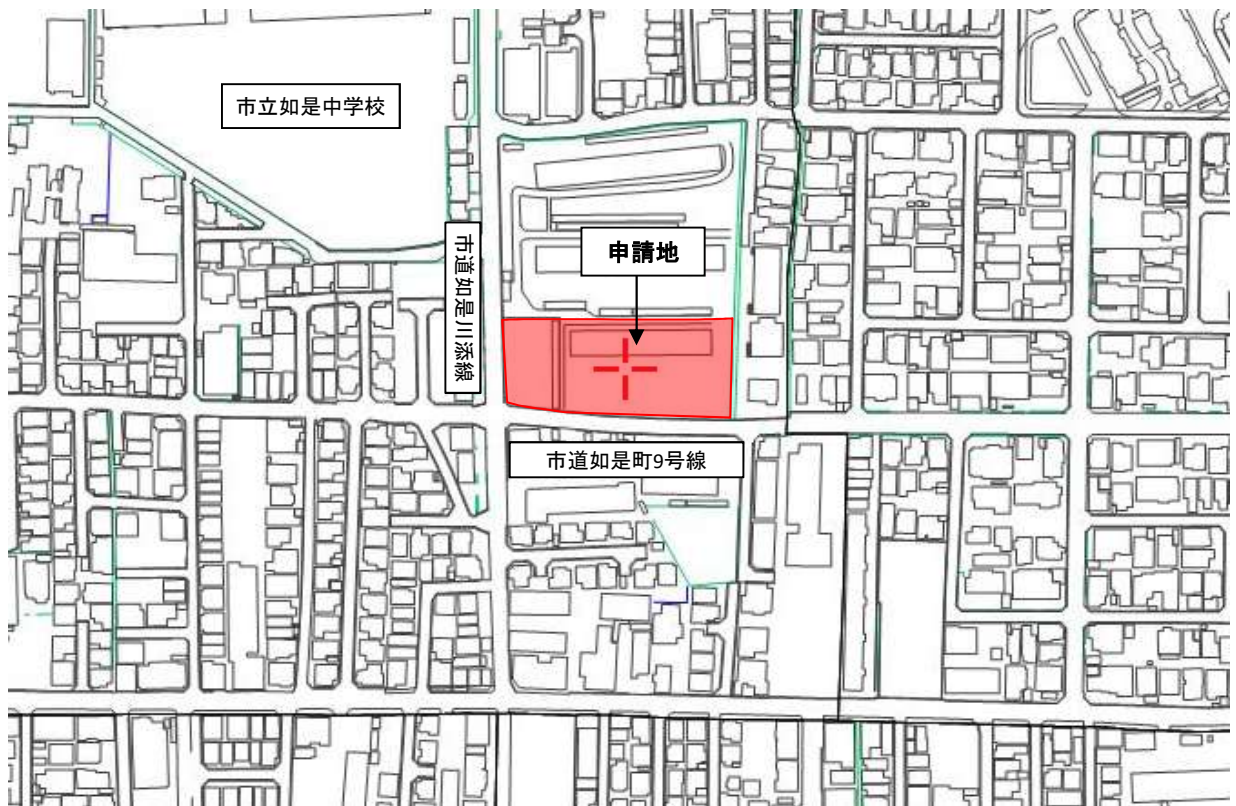 市立如是中学校
申請地
市道如是川添線
市道如是町9号線